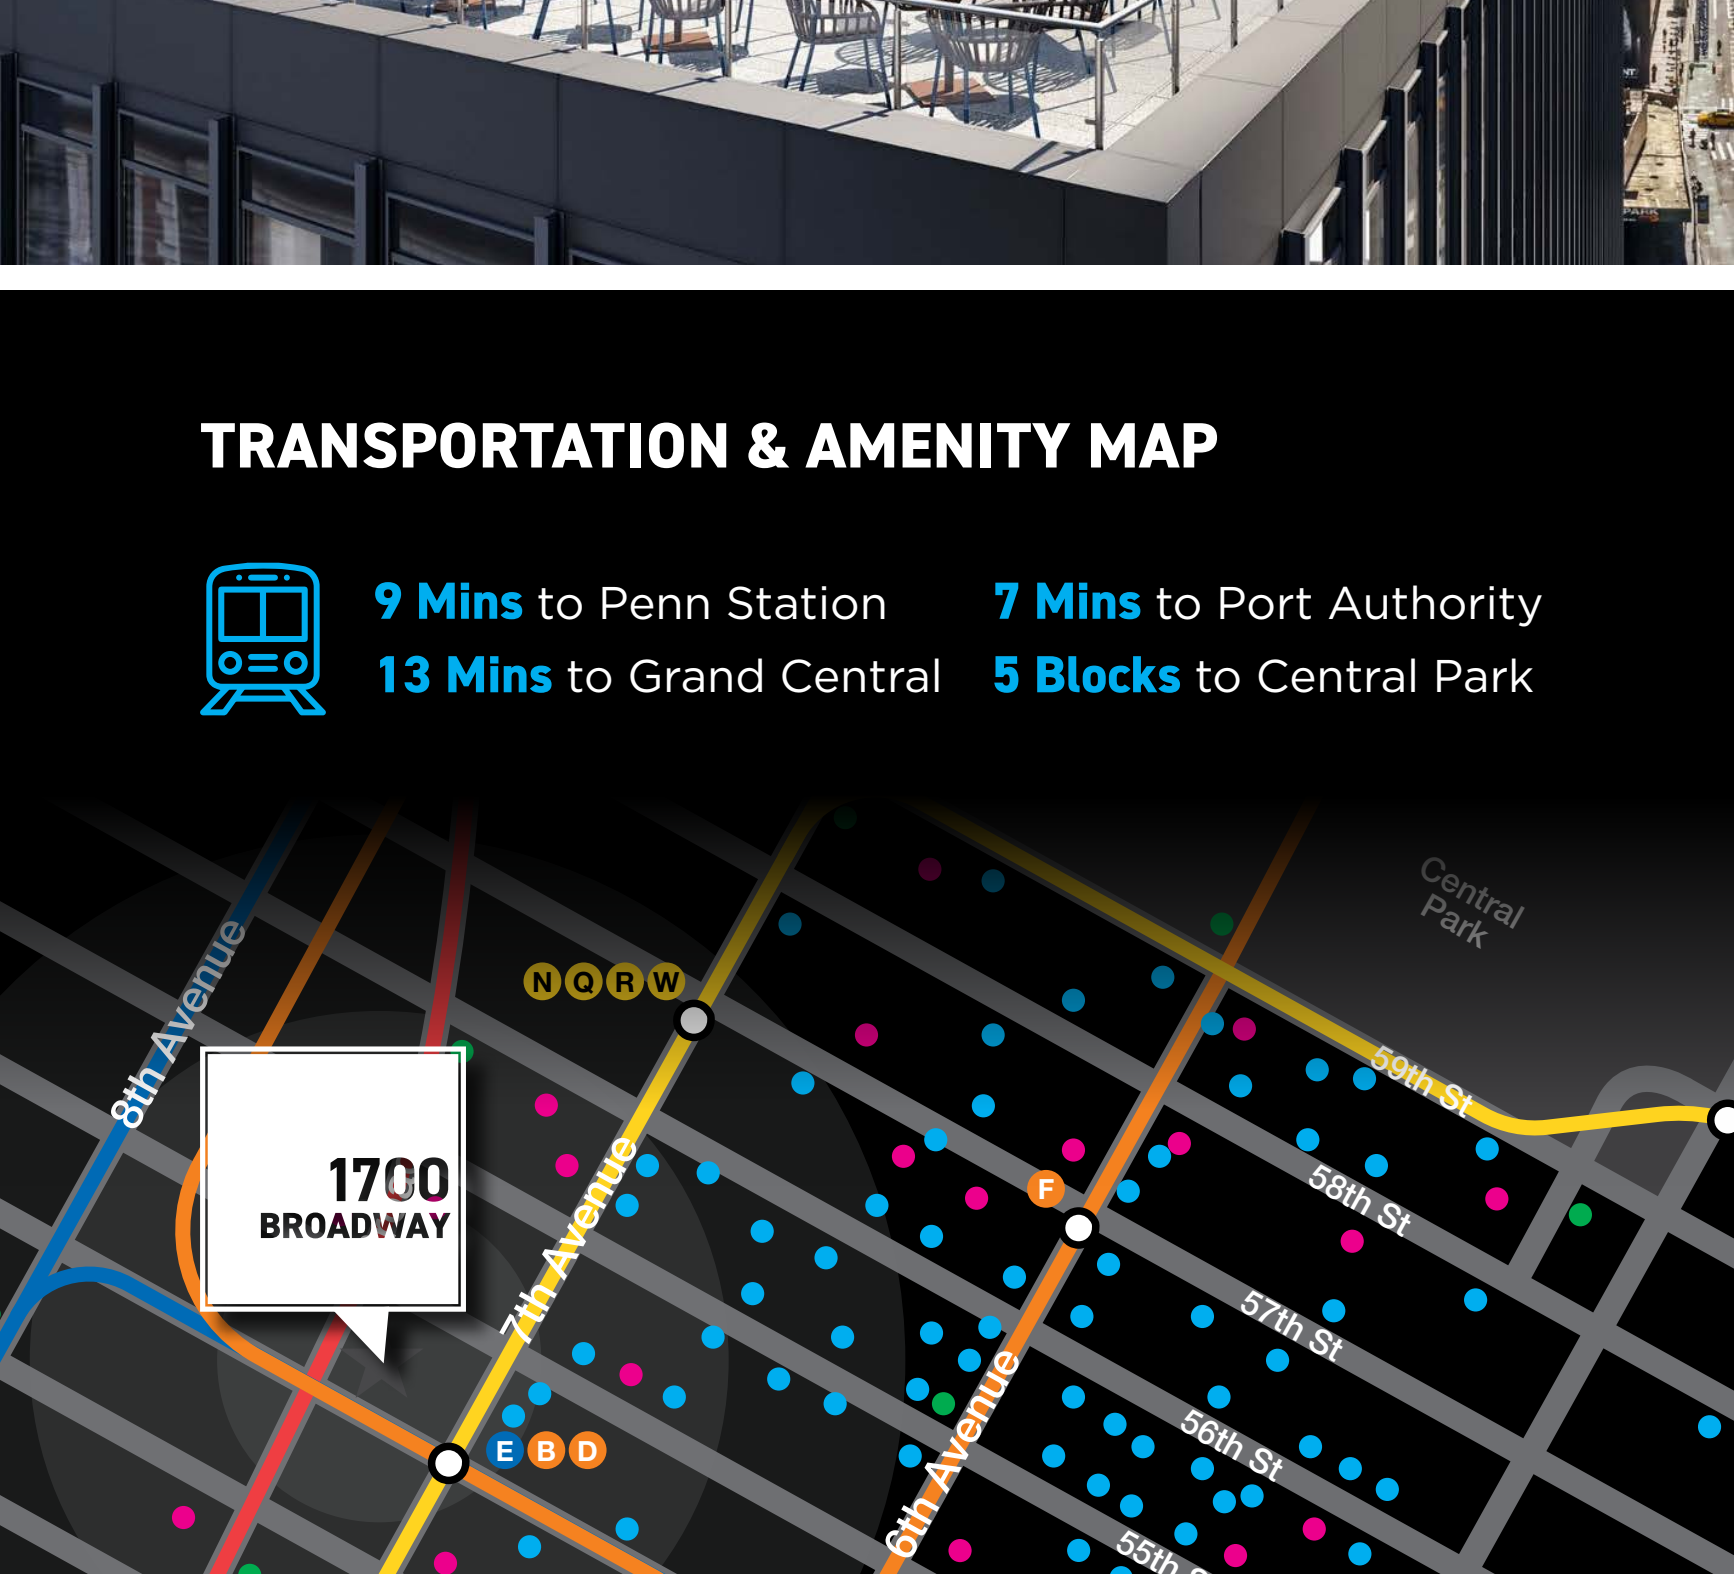 PARK
TRANSPORTATION & AMENITY MAP
9 Mins to Penn Station
7 Mins to Port Authority
13 Mins to Grand Central
5 Blocks to Central Park
Central
Park
8th Avenue
N Q R W
59th St
1700
BROADWAY
7th Avenue
F
58th St
57th St
6th Avenue
56th St
E B D
55th S